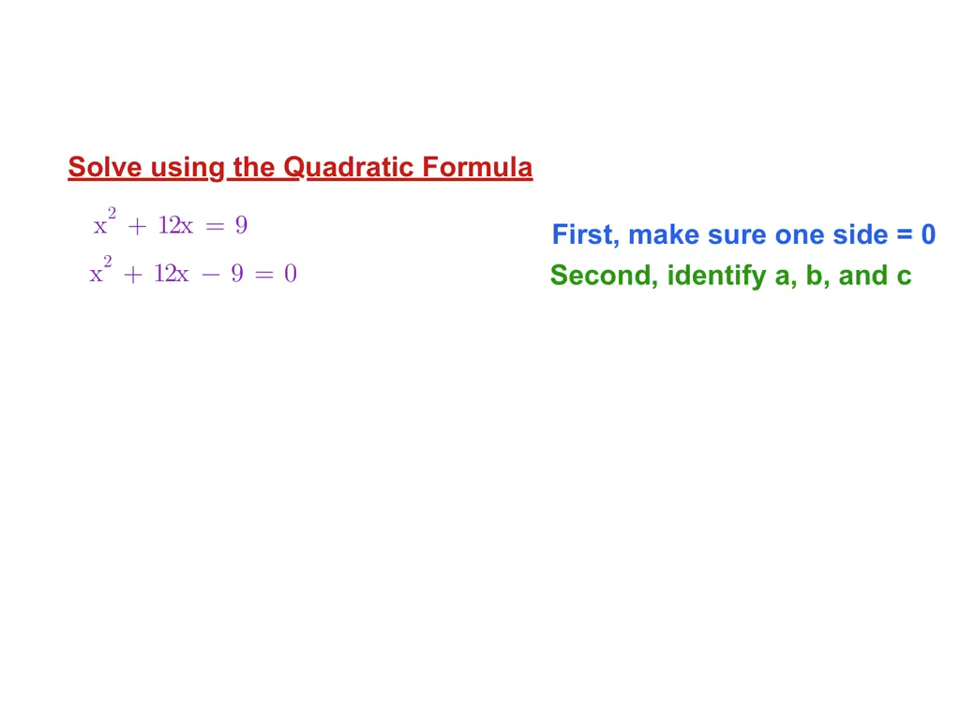 Solve using the Quadratic Formula
x² + 12x = 9
First, make sure one side = 0
x² + 12x − 9 = 0
Second, identify a, b, and c